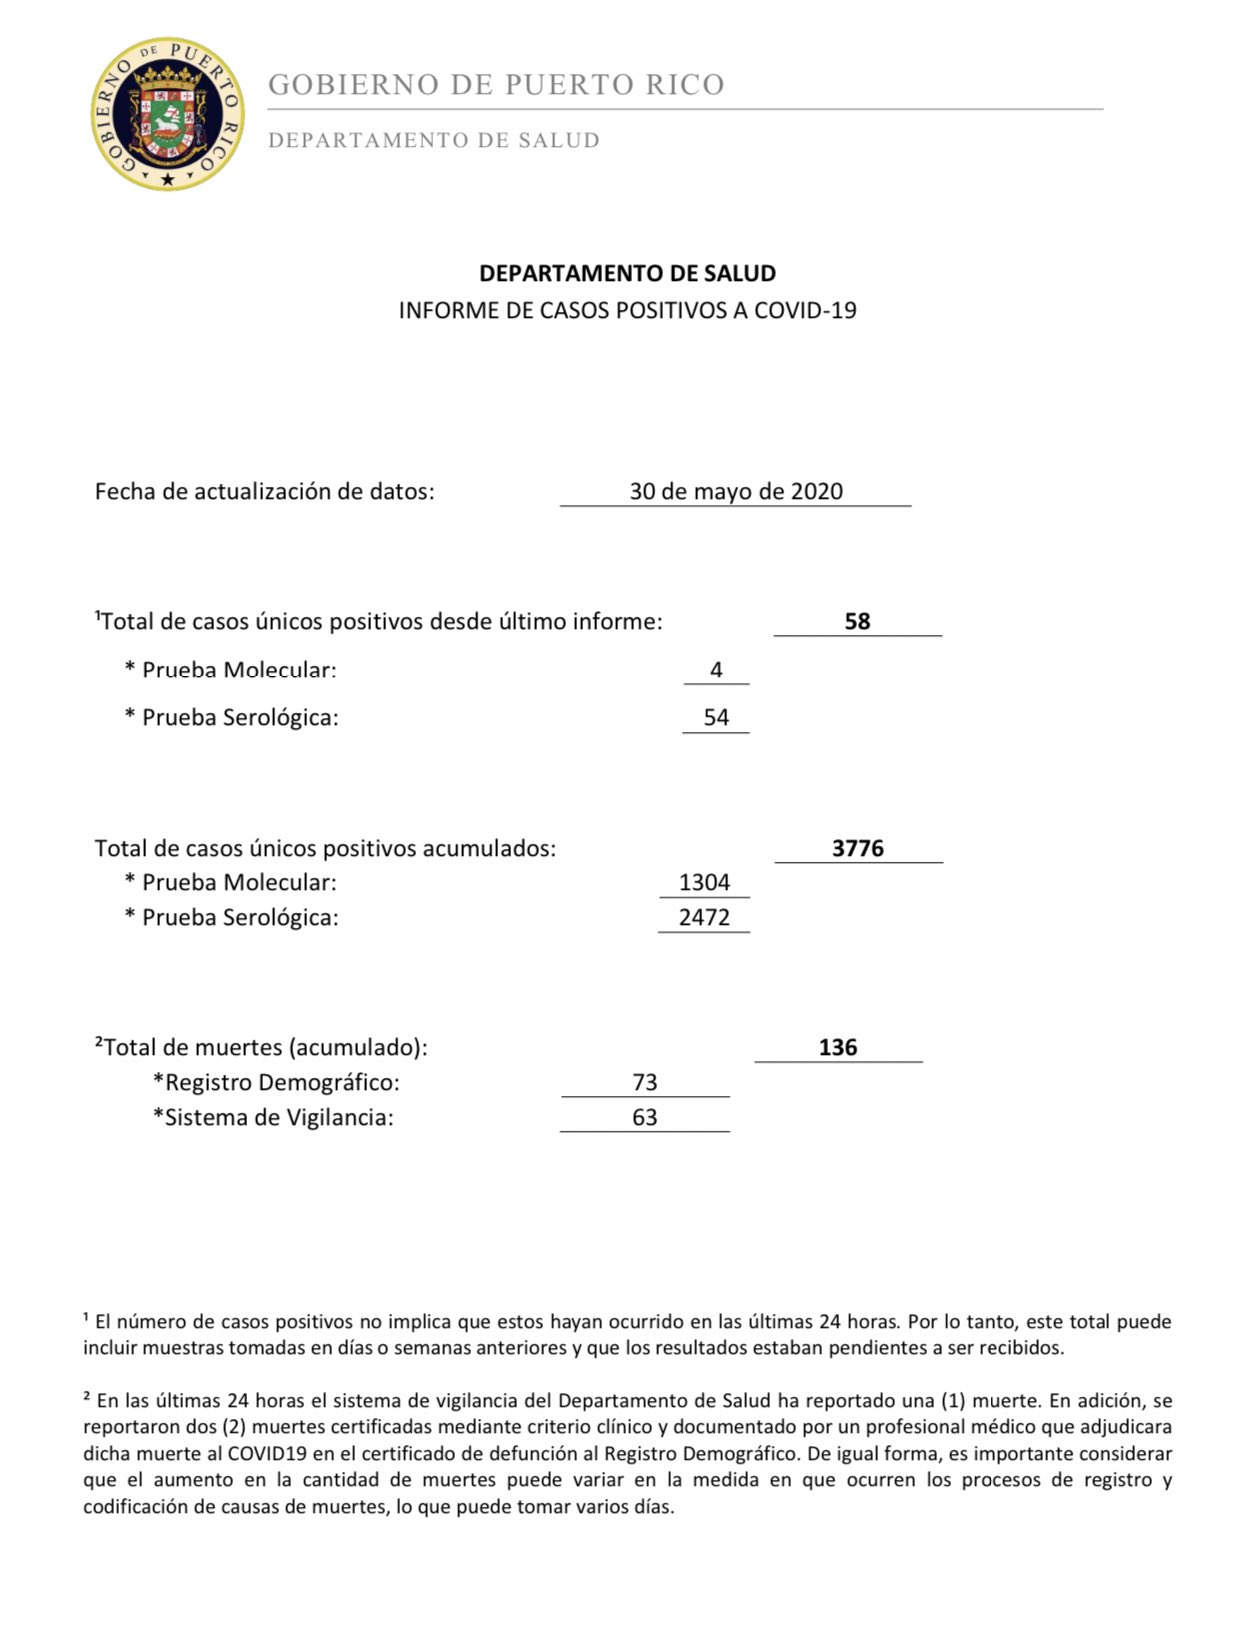 GOBIERNO DE PUERTO RICO
GOBIERNO DE PUERTO RICO
DEPARTAMENTO DE SALUD
DEPARTAMENTO DE SALUD
INFORME DE CASOS POSITIVOS A COVID-19
Fecha de actualización de datos: 30 de mayo de 2020
¹Total de casos únicos positivos desde último informe: 58
* Prueba Molecular: 4
* Prueba Serológica: 54
Total de casos únicos positivos acumulados: 3776
* Prueba Molecular: 1304
* Prueba Serológica: 2472
²Total de muertes (acumulado): 136
*Registro Demográfico: 73
*Sistema de Vigilancia: 63
¹ El número de casos positivos no implica que estos hayan ocurrido en las últimas 24 horas. Por lo tanto, este total puede
incluir muestras tomadas en días o semanas anteriores y que los resultados estaban pendientes a ser recibidos.
² En las últimas 24 horas el sistema de vigilancia del Departamento de Salud ha reportado una (1) muerte. En adición, se
reportaron dos (2) muertes certificadas mediante criterio clínico y documentado por un profesional médico que adjudicara
dicha muerte al COVID19 en el certificado de defunción al Registro Demográfico. De igual forma, es importante considerar
que el aumento en la cantidad de muertes puede variar en la medida en que ocurren los procesos de registro y
codificación de causas de muertes, lo que puede tomar varios días.